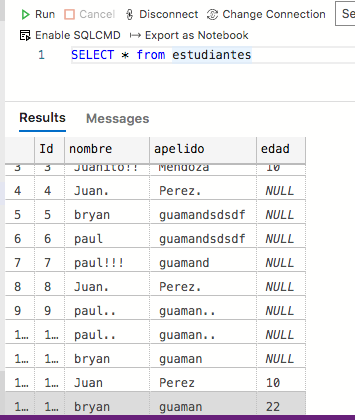 Run Cancel Disconnect Change Connection Se
Enable SQLCMD Export as Notebook
1 SELECT * from estudiantes
Results Messages
Id nombre apelido edad
3 3 Juanito!! Mendoza 10
4 4 Juan. Perez. NULL
5 5 bryan guamandsdsdf NULL
6 6 paul guamandsdsdf NULL
7 7 paul!!! guamand NULL
8 8 Juan. Perez. NULL
9 9 paul.. guaman.. NULL
1… 1… paul.. guaman.. NULL
1… 1… bryan guaman NULL
1… 1… Juan Perez 10
1… 1… bryan guaman 22